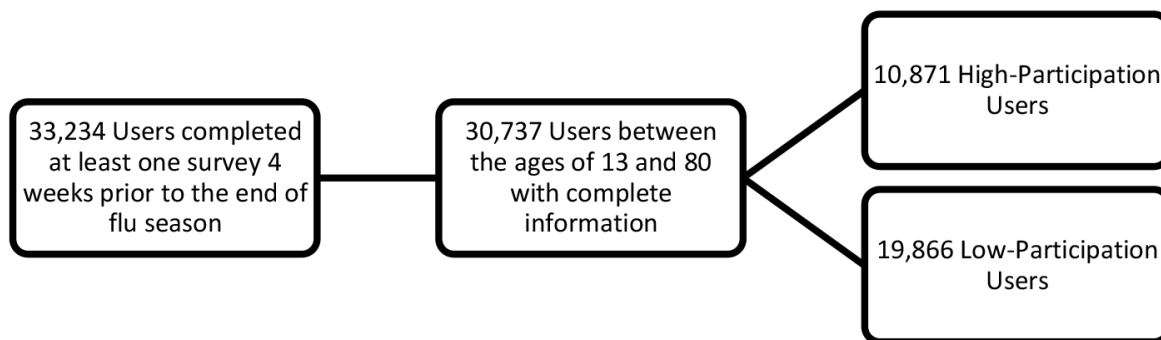 33,234 Users completed
at least one survey 4
weeks prior to the end of
flu season
30,737 Users between
the ages of 13 and 80
with complete
information
10,871 High-Participation
Users
19,866 Low-Participation
Users